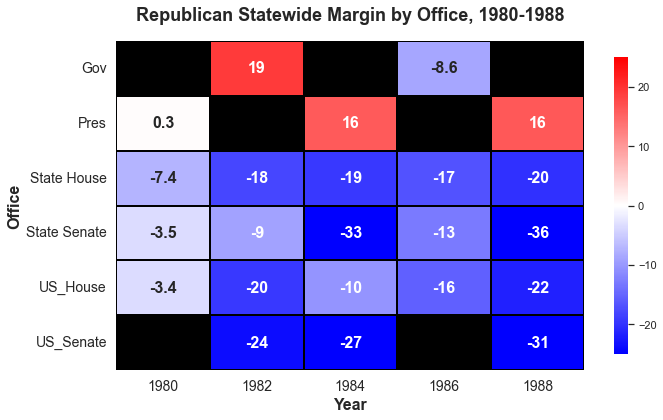 Republican Statewide Margin by Office, 1980-1988
Office
Gov 19 -8.6
Pres 0.3 16 16
State House -7.4 -18 -19 -17 -20
State Senate -3.5 -9 -33 -13 -36
US_House -3.4 -20 -10 -16 -22
US_Senate -24 -27 -31
1980 1982 1984 1986 1988
Year
20
10
0
−10
−20